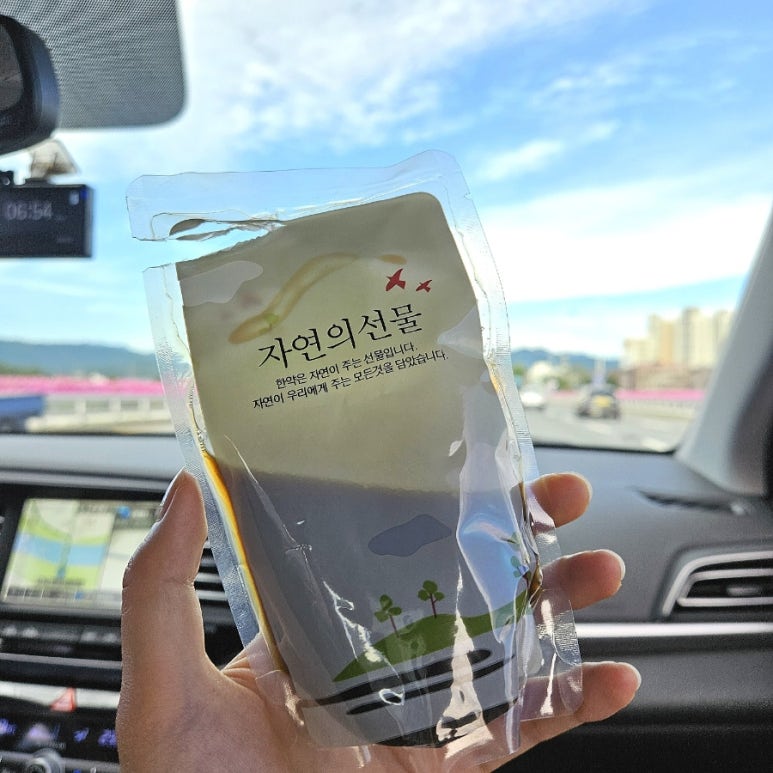 06:54
자연의선물
한약은 자연이 주는 선물입니다.
자연이 우리에게 주는 모든것을 담았습니다.